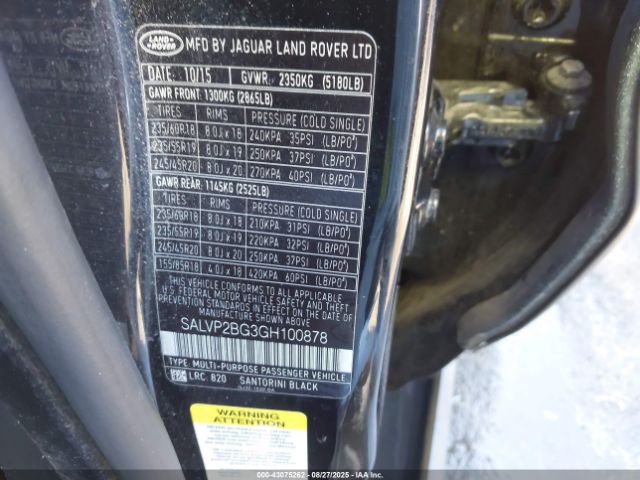 LAND ROVER MFD BY JAGUAR LAND ROVER LTD
DATE: 10/15 GVWR: 2350KG (5180LB)
GAWR FRONT: 1300KG (2865LB)
TIRES RIMS PRESSURE (COLD SINGLE)
235/60R18 8.0J x 18 240KPA 35PSI (LB/PO²)
235/55R19 8.0J x 19 250KPA 37PSI (LB/PO²)
245/45R20 8.0J x 20 270KPA 40PSI (LB/PO²)
GAWR REAR: 1145KG (2525LB)
TIRES RIMS PRESSURE (COLD SINGLE)
235/60R18 8.0J x 18 210KPA 31PSI (LB/PO²)
235/55R19 8.0J x 19 220KPA 32PSI (LB/PO²)
245/45R20 8.0J x 20 250KPA 37PSI (LB/PO²)
155/85R18 4.0J x 18 420KPA 60PSI (LB/PO²)
THIS VEHICLE CONFORMS TO ALL APPLICABLE
U.S. FEDERAL MOTOR VEHICLE SAFETY AND THEFT
PREVENTION STANDARDS IN EFFECT ON THE DATE
OF MANUFACTURE SHOWN ABOVE.
SALVP2BG3GH100878
TYPE: MULTI-PURPOSE PASSENGER VEHICLE
LRC: 820 SANTORINI BLACK
WARNING
AVERTISSEMENT
000-43075262 - 08/27/2025 - IAAI.COM